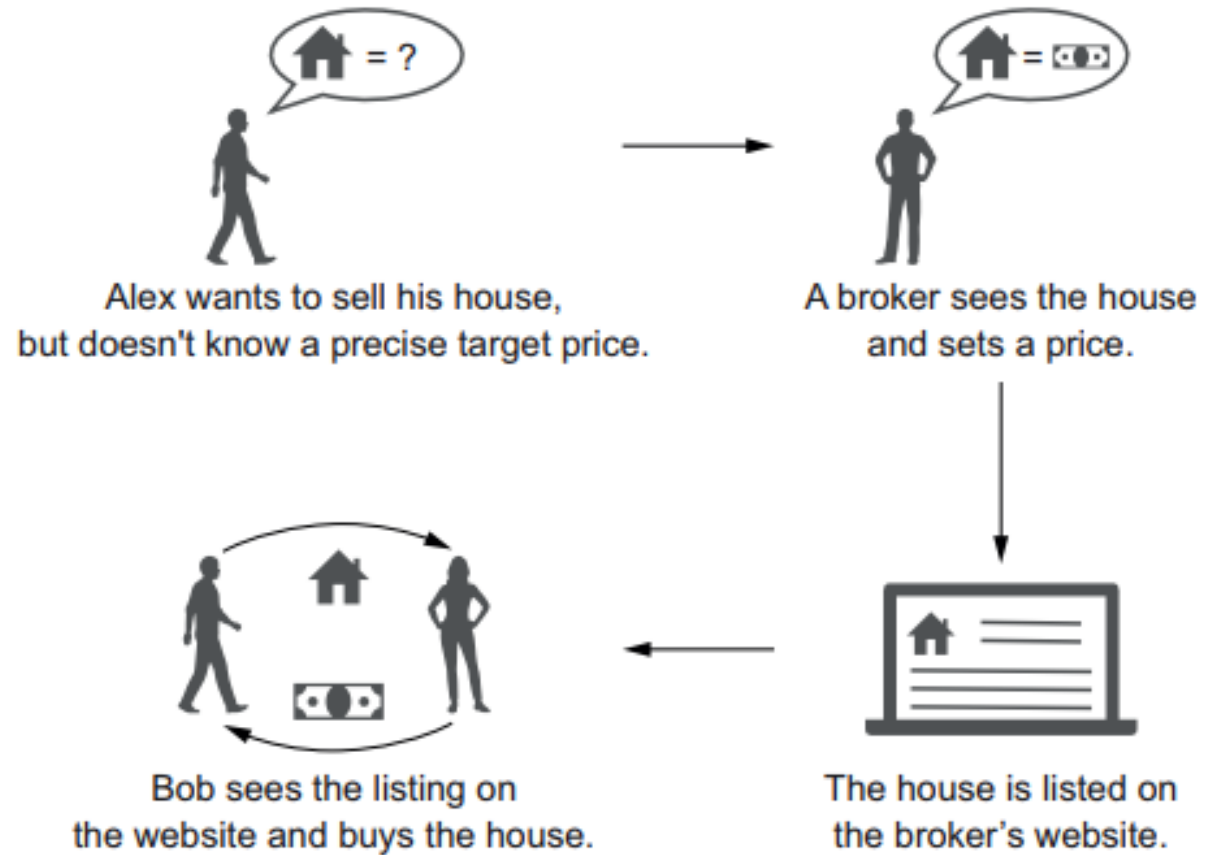 = ?
=
Alex wants to sell his house,
but doesn't know a precise target price.
A broker sees the house
and sets a price.
Bob sees the listing on
the website and buys the house.
The house is listed on
the broker’s website.